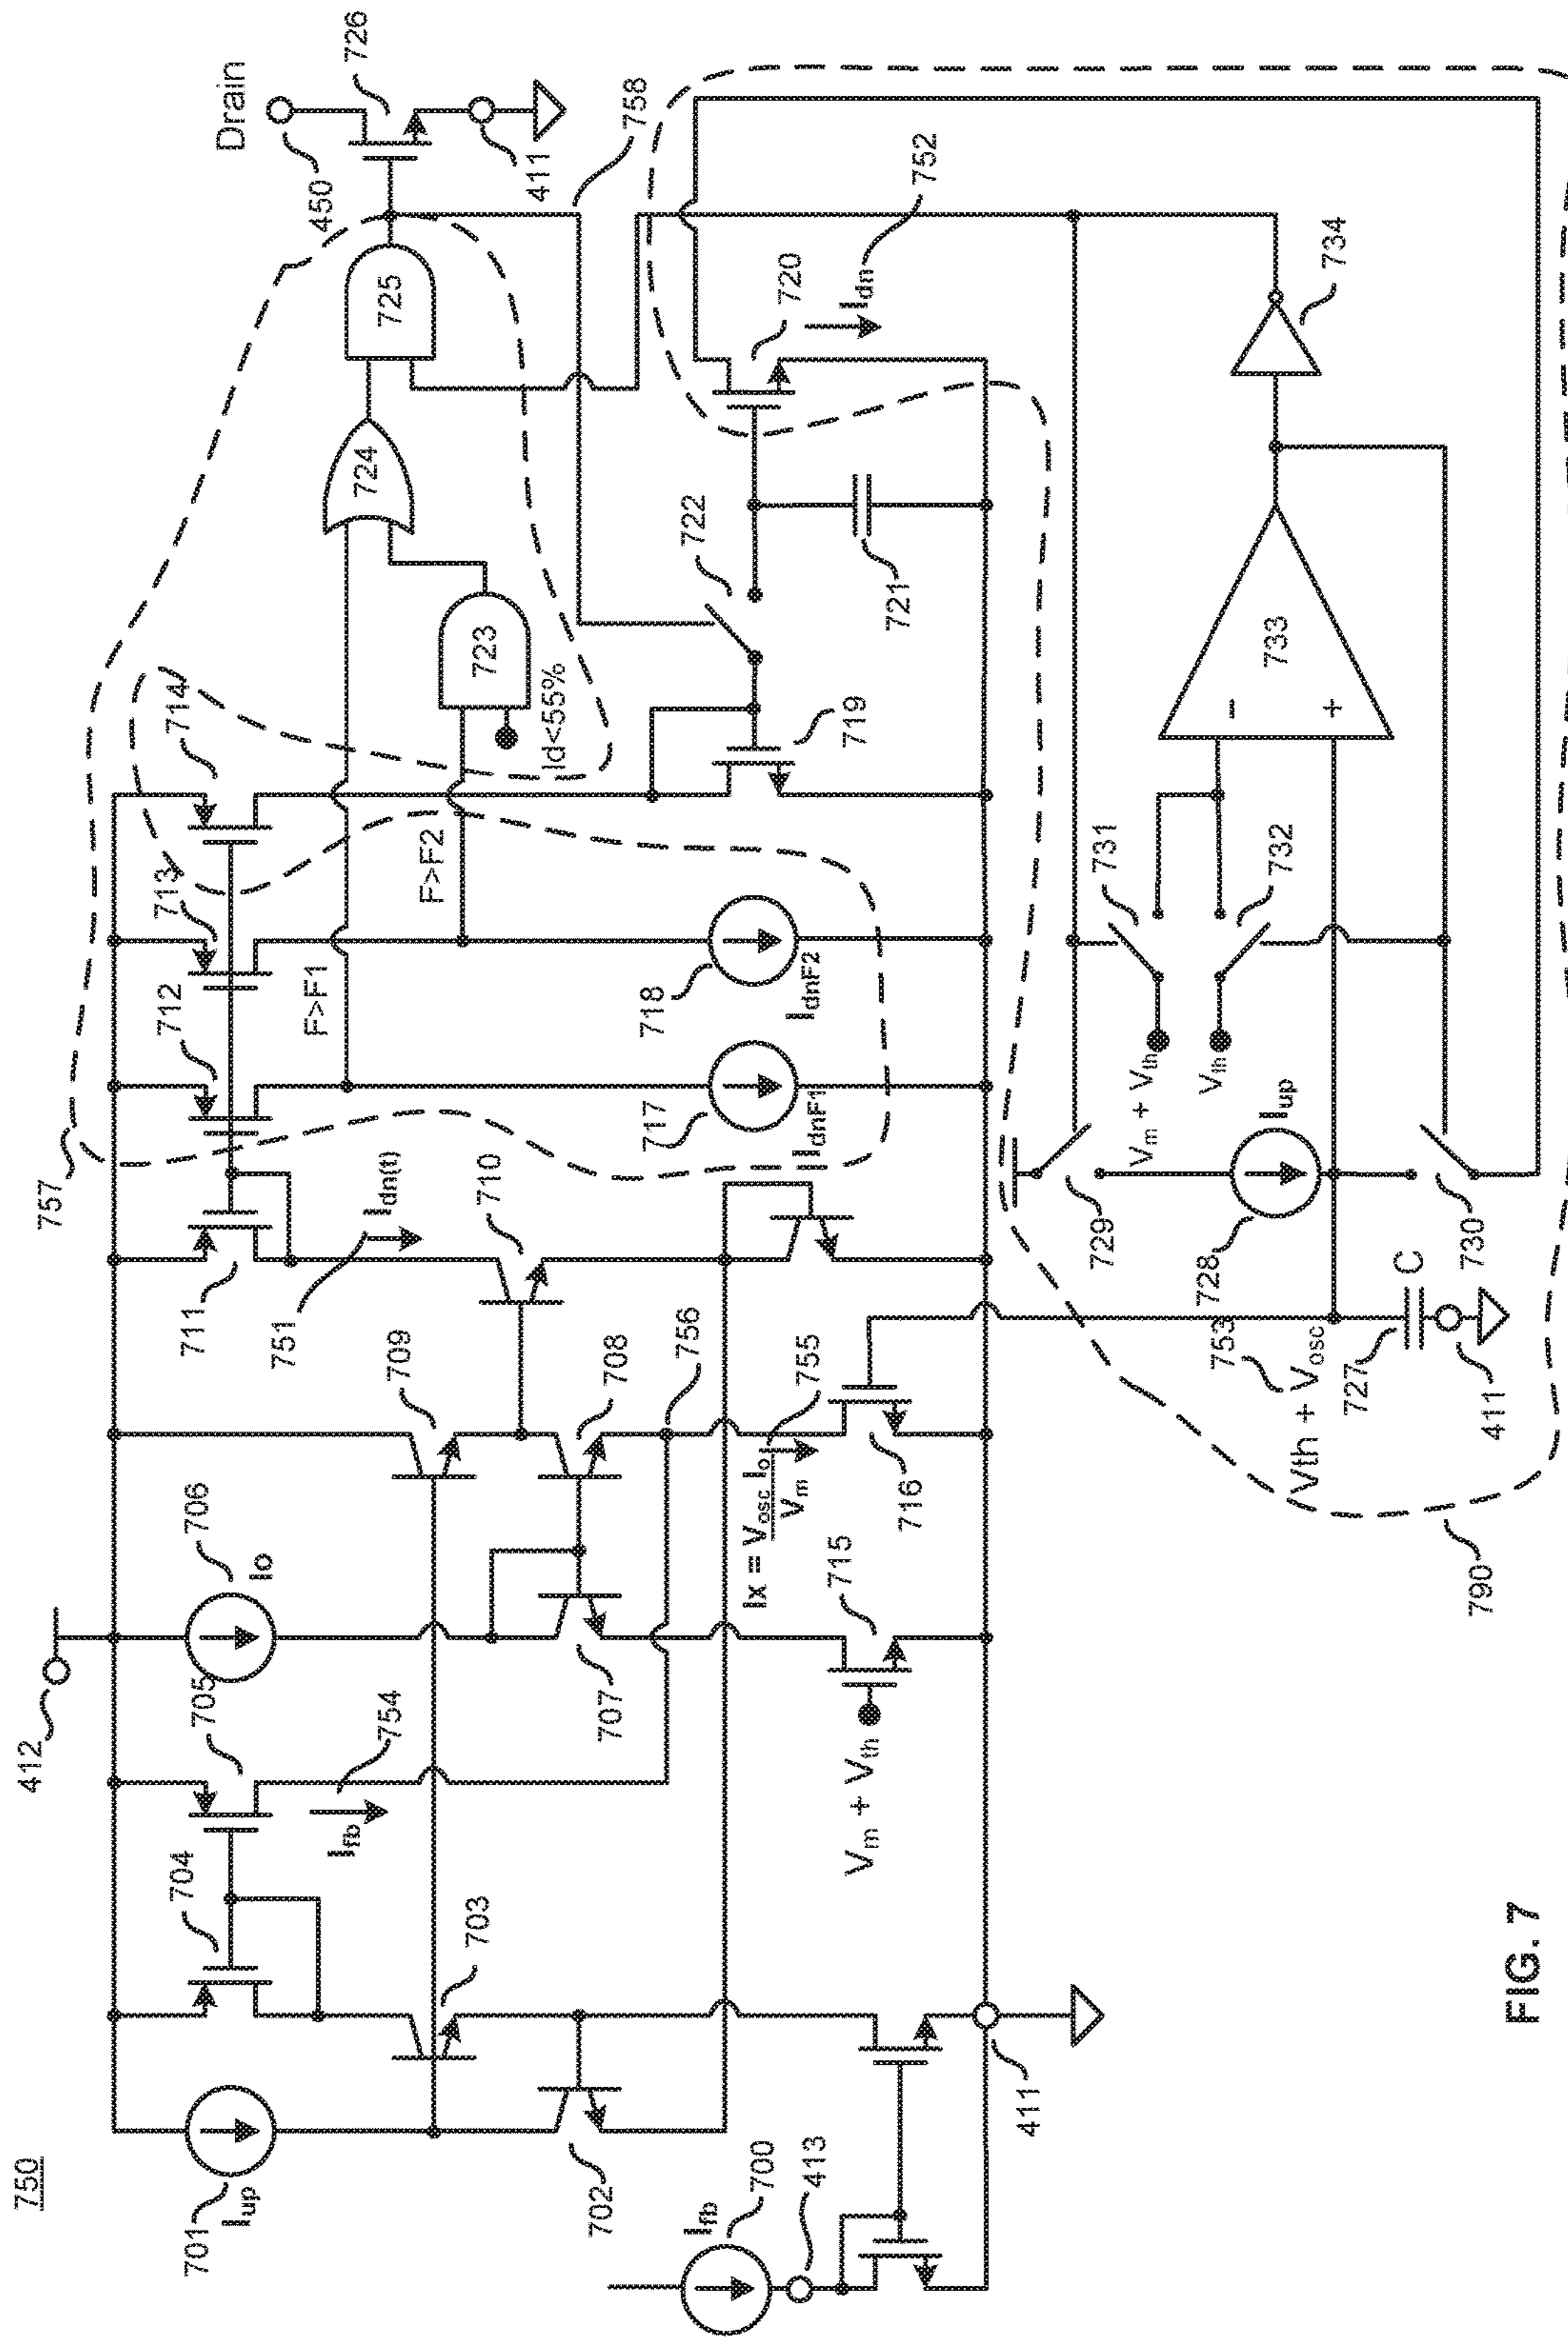 750
412
757
Drain
726
450
411
758
701
Iup
704
705
754
Ifb
706
Io
709
711
751
Idn(t)
712
713
714
724
725
723
Id<55%
F>F1
F>F2
703
702
707
708
710
756
722
721
720
Idn
752
719
717
IdnF1
718
IdnF2
Ifb
700
413
411
Vm + Vth
715
Ix = Vosc Io
Vm
755
716
790
753
Vth + Vosc
727
C
411
728
Iup
729
730
Vm + Vth
Vth
731
732
-
+
733
734
FIG. 7